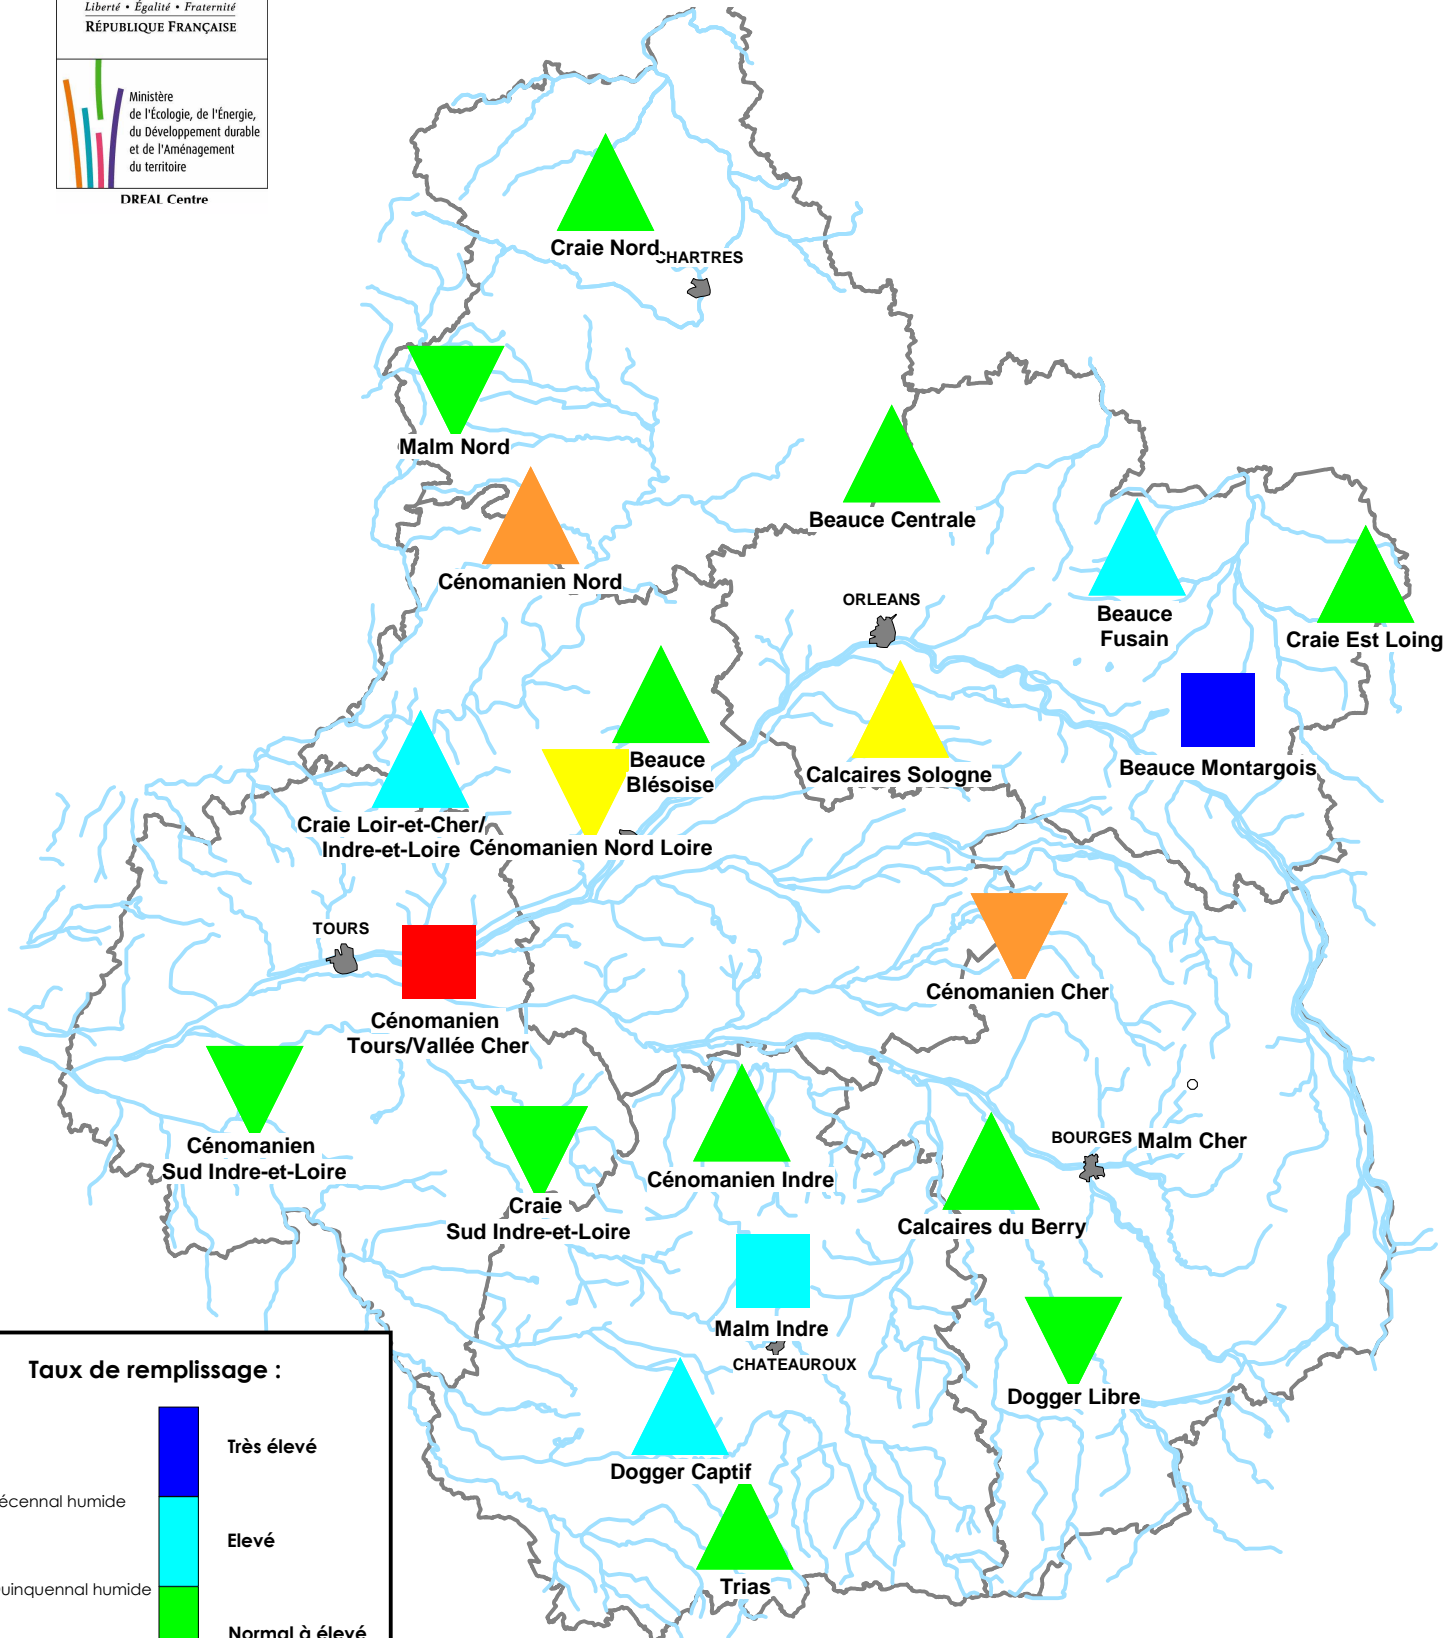 Liberté • Égalité • Fraternité
RÉPUBLIQUE FRANÇAISE
Ministère
de l'Écologie, de l'Énergie,
du Développement durable
et de l'Aménagement
du territoire
DREAL Centre
Craie Nord
CHARTRES
Malm Nord
Cénomanien Nord
Beauce Centrale
ORLEANS
Beauce
Fusain
Craie Est Loing
Beauce
Blésoise
Calcaires Sologne
Beauce Montargois
Craie Loir-et-Cher/
Indre-et-Loire
Cénomanien Nord Loire
TOURS
Cénomanien
Tours/Vallée Cher
Cénomanien Cher
Cénomanien
Sud Indre-et-Loire
Craie
Sud Indre-et-Loire
Cénomanien Indre
BOURGES
Malm Cher
Calcaires du Berry
Malm Indre
CHATEAUROUX
Dogger Libre
Dogger Captif
Trias
Taux de remplissage :
Très élevé
écennal humide
Elevé
uinquennal humide
Normal à élevé